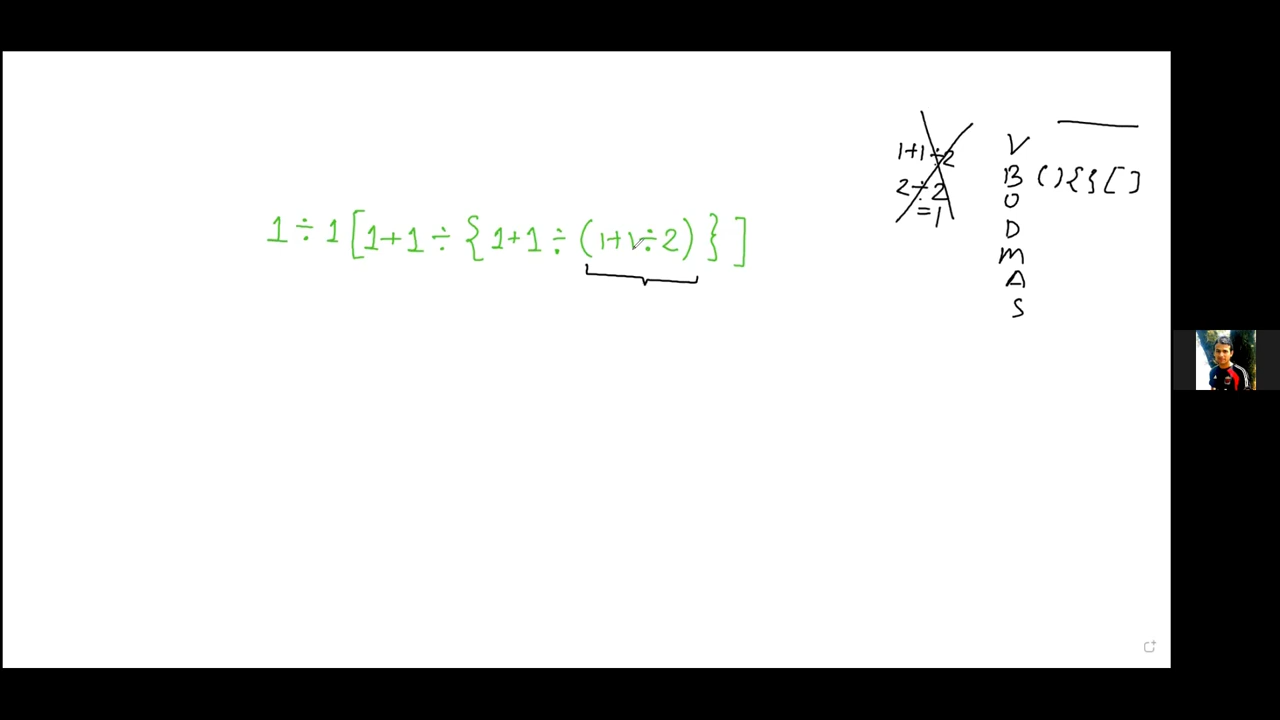 1÷1[1+1÷{1+1÷(1+1÷2)}]
1+1÷2
2÷2
=1
V
B (){}[]
O
D
M
A
S